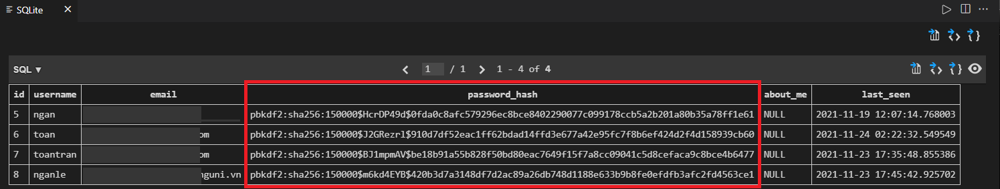 SQLite
SQL ▼ 1 / 1 1 - 4 of 4
id username email password_hash about_me last_seen
5 ngan pbkdf2:sha256:150000$HcrDP49d$0fda0c8afc579296ec8bce8402290077c099178ccb5a2b201a80b35a78ff1e61 NULL 2021-11-19 12:07:14.768003
6 toan om pbkdf2:sha256:150000$J2GRezrl$910d7df52eac1ff62bdad14ffd3e677a42e95fc7f8b6ef424d2f4d158939cb60 NULL 2021-11-24 02:22:32.549549
7 toantran om pbkdf2:sha256:150000$BJ1mpmAV$be18b91a55b828f50bd80eac7649f15f7a8cc09041c5d8cefaca9c8bce4b6477 NULL 2021-11-23 17:35:48.855386
8 nganle nguni.vn pbkdf2:sha256:150000$m6kd4EYB$420b3d7a3148df7d2ac89a26db748d1188e633b9b8fe0efdfb3afc2fd4563ce1 NULL 2021-11-23 17:45:42.925702